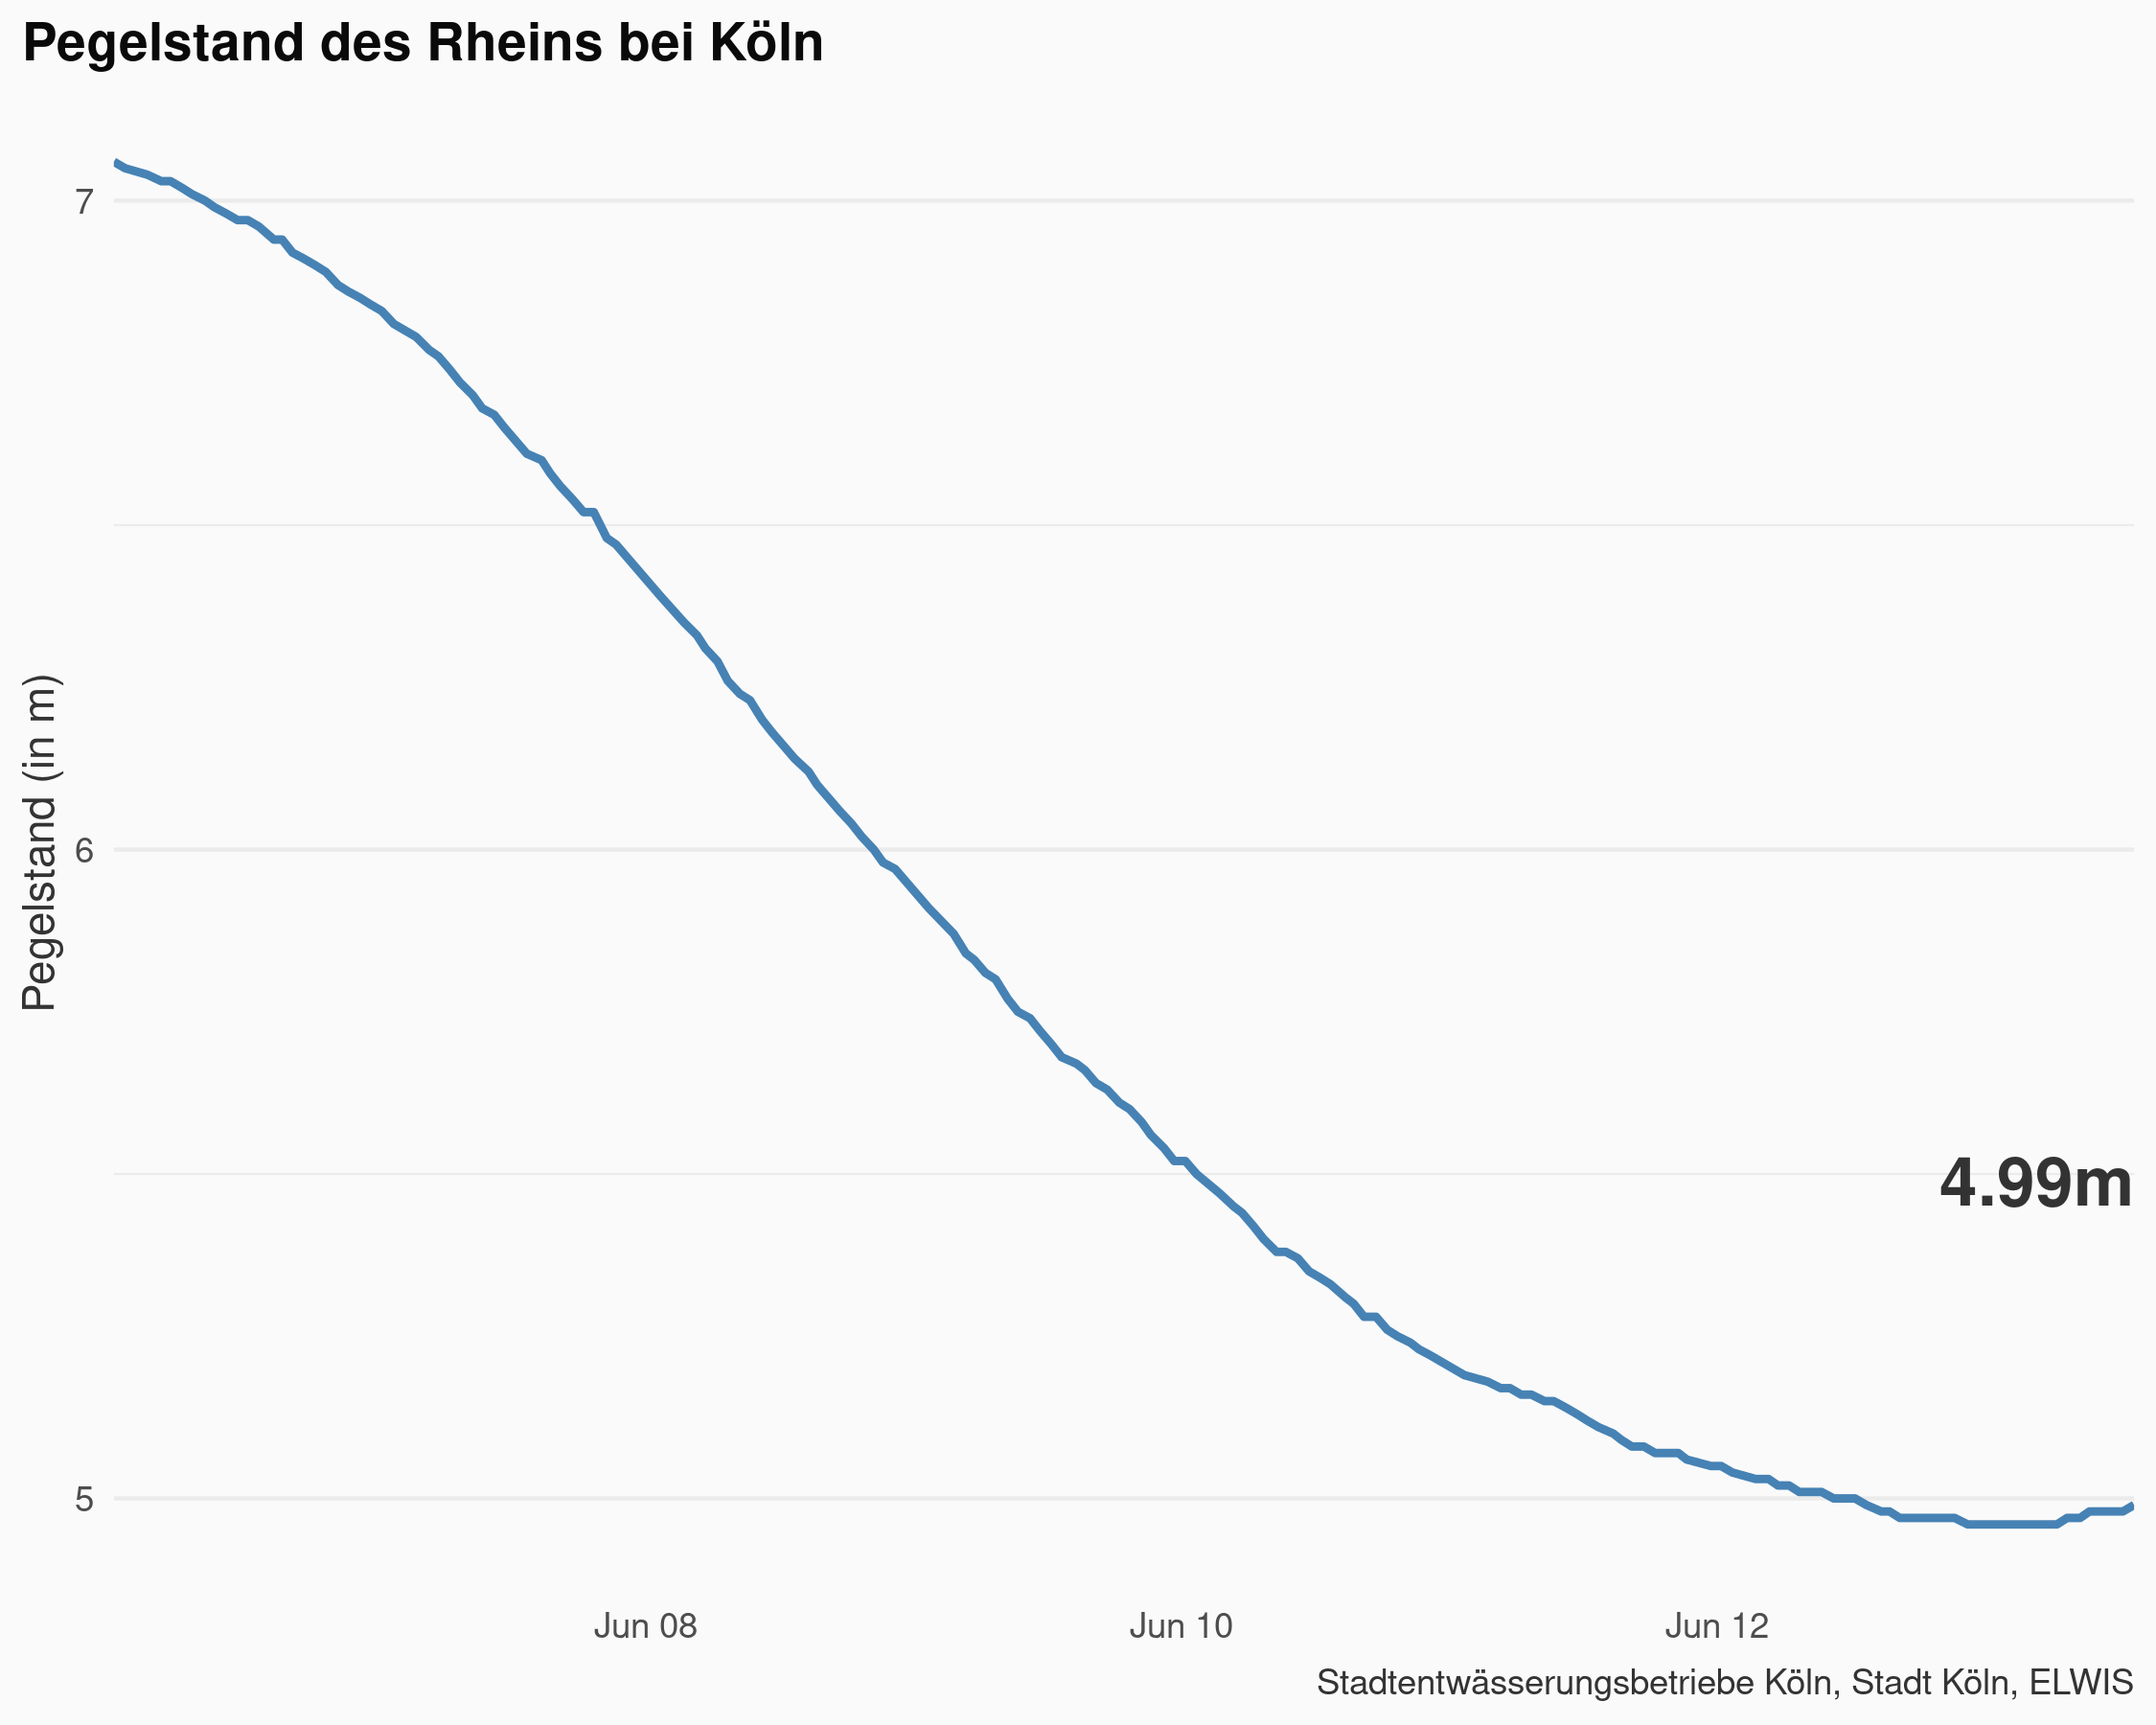 Pegelstand des Rheins bei Köln
Pegelstand (in m)
7
6
5
4.99m
Jun 08
Jun 10
Jun 12
Stadtentwässerungsbetriebe Köln, Stadt Köln, ELWIS